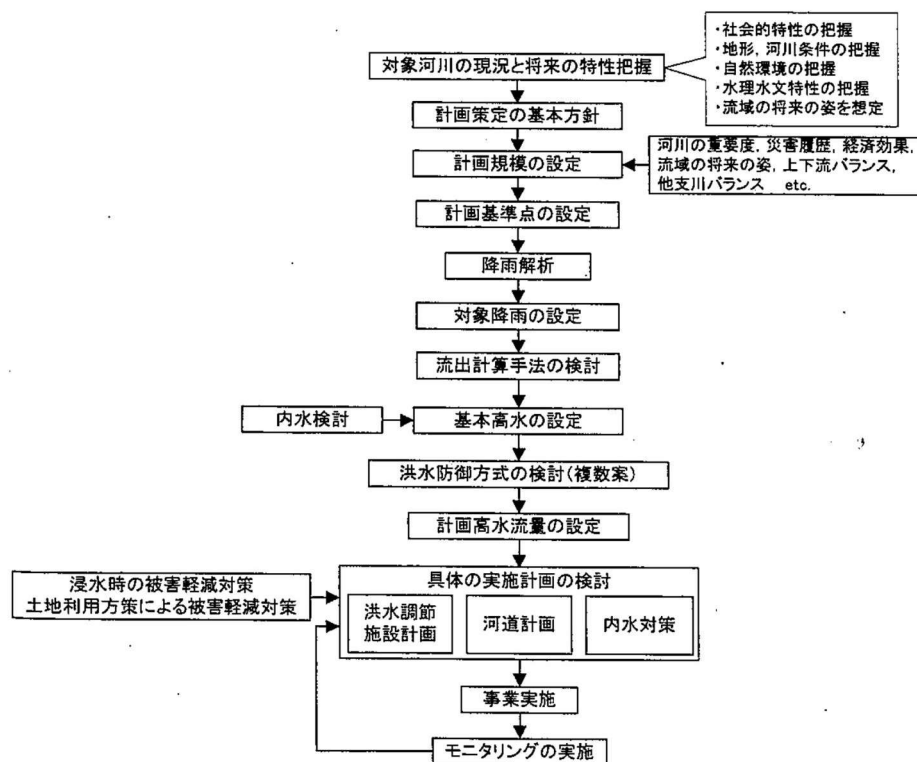 ・社会的特性の把握
・地形, 河川条件の把握
・自然環境の把握
・水理水文特性の把握
・流域の将来の姿を想定
対象河川の現況と将来の特性把握
計画策定の基本方針
計画規模の設定
河川の重要度, 災害履歴, 経済効果,
流域の将来の姿, 上下流バランス,
他支川バランス etc.
計画基準点の設定
降雨解析
対象降雨の設定
流出計算手法の検討
内水検討
基本高水の設定
洪水防御方式の検討(複数案)
計画高水流量の設定
浸水時の被害軽減対策
土地利用方策による被害軽減対策
具体の実施計画の検討
洪水調節
施設計画
河道計画
内水対策
事業実施
モニタリングの実施